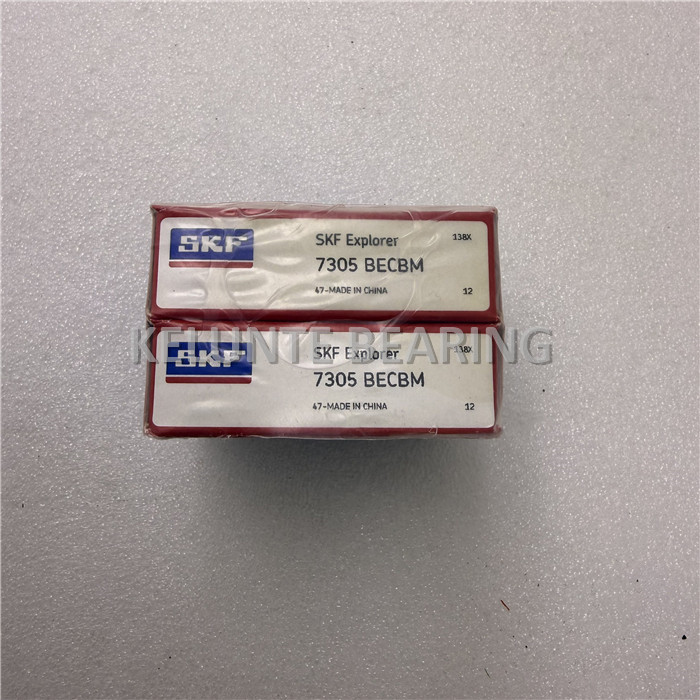 SKF
SKF Explorer
138X
7305 BECBM
47-MADE IN CHINA
12
KELUNTE BEARING
SKF
SKF Explorer
138X
7305 BECBM
47-MADE IN CHINA
12